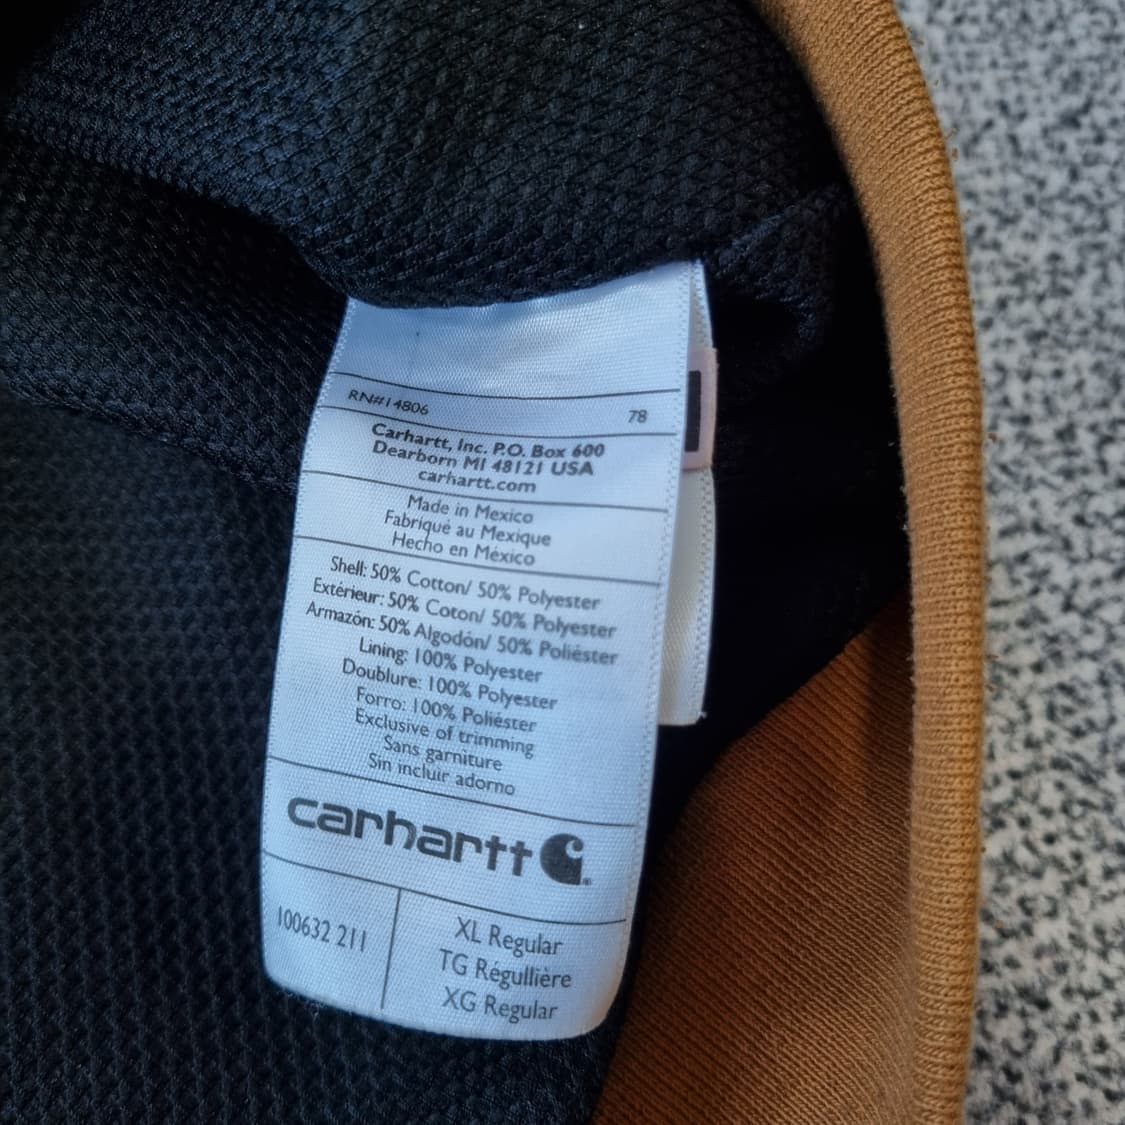 RN#14806 78
Carhartt, Inc. P.O. Box 600
Dearborn MI 48121 USA
carhartt.com
Made in Mexico
Fabriqué au Mexique
Hecho en México
Shell: 50% Cotton/ 50% Polyester
Extérieur: 50% Coton/ 50% Polyester
Armazón: 50% Algodón/ 50% Poliéster
Lining: 100% Polyester
Doublure: 100% Polyester
Forro: 100% Poliéster
Exclusive of trimming
Sans garniture
Sin incluir adorno
carhartt
100632 211
XL Regular
TG Régullière
XG Regular